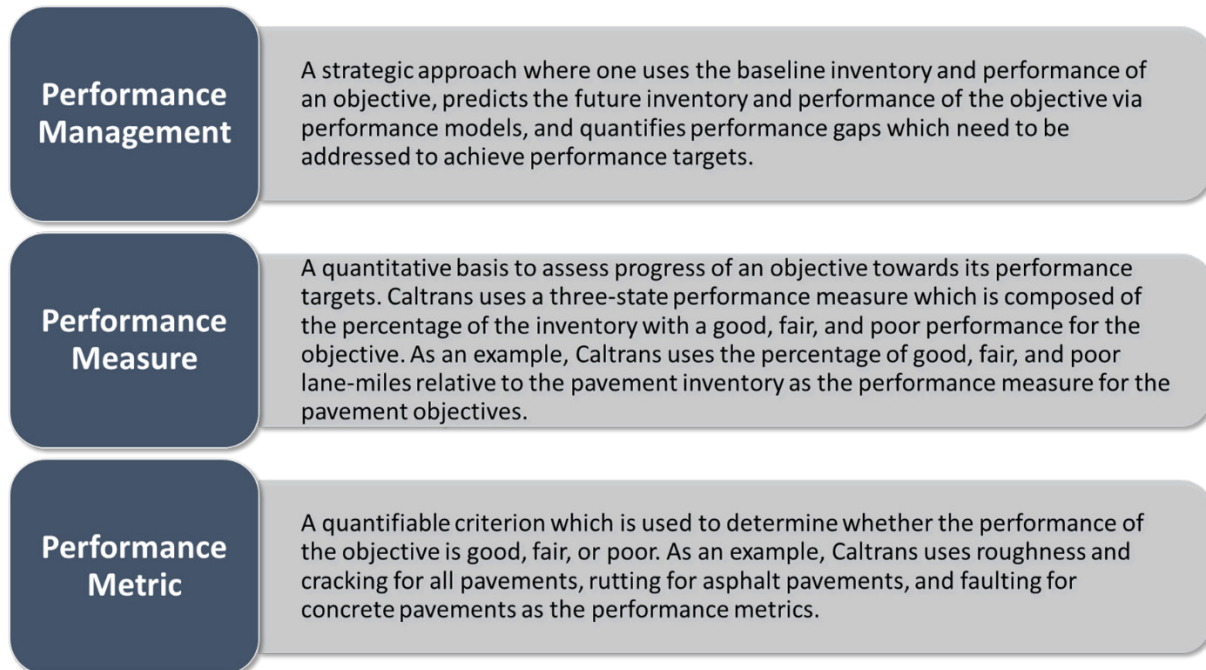 Performance
Management
A strategic approach where one uses the baseline inventory and performance of
an objective, predicts the future inventory and performance of the objective via
performance models, and quantifies performance gaps which need to be
addressed to achieve performance targets.
Performance
Measure
A quantitative basis to assess progress of an objective towards its performance
targets. Caltrans uses a three-state performance measure which is composed of
the percentage of the inventory with a good, fair, and poor performance for the
objective. As an example, Caltrans uses the percentage of good, fair, and poor
lane-miles relative to the pavement inventory as the performance measure for the
pavement objectives.
Performance
Metric
A quantifiable criterion which is used to determine whether the performance of
the objective is good, fair, or poor. As an example, Caltrans uses roughness and
cracking for all pavements, rutting for asphalt pavements, and faulting for
concrete pavements as the performance metrics.